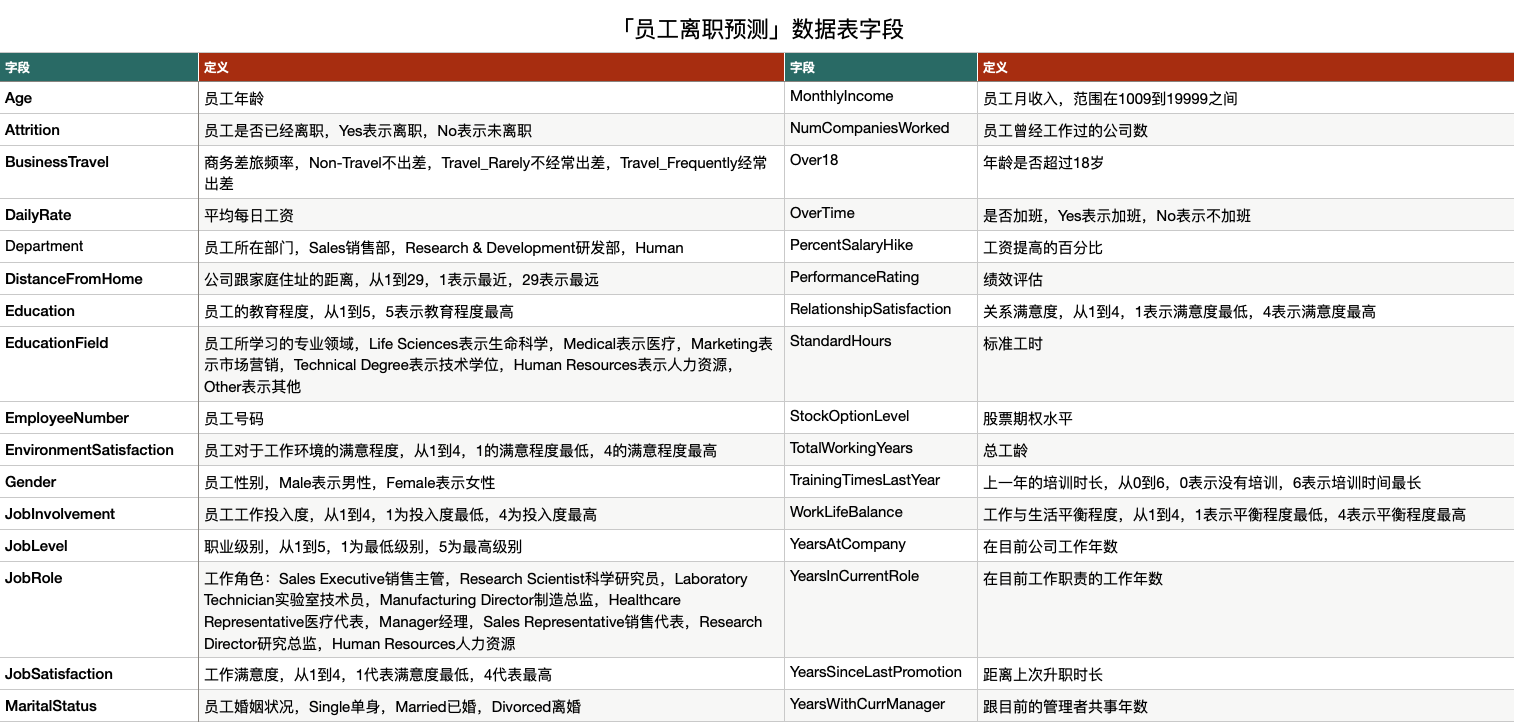 「员工离职预测」数据表字段
字段 定义 字段 定义
Age 员工年龄 MonthlyIncome 员工月收入，范围在1009到19999之间
Attrition 员工是否已经离职，Yes表示离职，No表示未离职 NumCompaniesWorked 员工曾经工作过的公司数
BusinessTravel 商务差旅频率，Non-Travel不出差，Travel_Rarely不经常出差，Travel_Frequently经常 Over18 年龄是否超过18岁
出差
DailyRate 平均每日工资 OverTime 是否加班，Yes表示加班，No表示不加班
Department 员工所在部门，Sales销售部，Research & Development研发部，Human PercentSalaryHike 工资提高的百分比
DistanceFromHome 公司跟家庭住址的距离，从1到29，1表示最近，29表示最远 PerformanceRating 绩效评估
Education 员工的教育程度，从1到5，5表示教育程度最高 RelationshipSatisfaction 关系满意度，从1到4，1表示满意度最低，4表示满意度最高
EducationField 员工所学习的专业领域，Life Sciences表示生命科学，Medical表示医疗，Marketing表 StandardHours 标准工时
示市场营销，Technical Degree表示技术学位，Human Resources表示人力资源，
Other表示其他
EmployeeNumber 员工号码 StockOptionLevel 股票期权水平
EnvironmentSatisfaction 员工对于工作环境的满意程度，从1到4，1的满意程度最低，4的满意程度最高 TotalWorkingYears 总工龄
Gender 员工性别，Male表示男性，Female表示女性 TrainingTimesLastYear 上一年的培训时长，从0到6，0表示没有培训，6表示培训时间最长
JobInvolvement 员工工作投入度，从1到4，1为投入度最低，4为投入度最高 WorkLifeBalance 工作与生活平衡程度，从1到4，1表示平衡程度最低，4表示平衡程度最高
JobLevel 职业级别，从1到5，1为最低级别，5为最高级别 YearsAtCompany 在目前公司工作年数
JobRole 工作角色：Sales Executive销售主管，Research Scientist科学研究员，Laboratory YearsInCurrentRole 在目前工作职责的工作年数
Technician实验室技术员，Manufacturing Director制造总监，Healthcare
Representative医疗代表，Manager经理，Sales Representative销售代表，Research
Director研究总监，Human Resources人力资源
JobSatisfaction 工作满意度，从1到4，1代表满意度最低，4代表最高 YearsSinceLastPromotion 距离上次升职时长
MaritalStatus 员工婚姻状况，Single单身，Married已婚，Divorced离婚 YearsWithCurrManager 跟目前的管理者共事年数